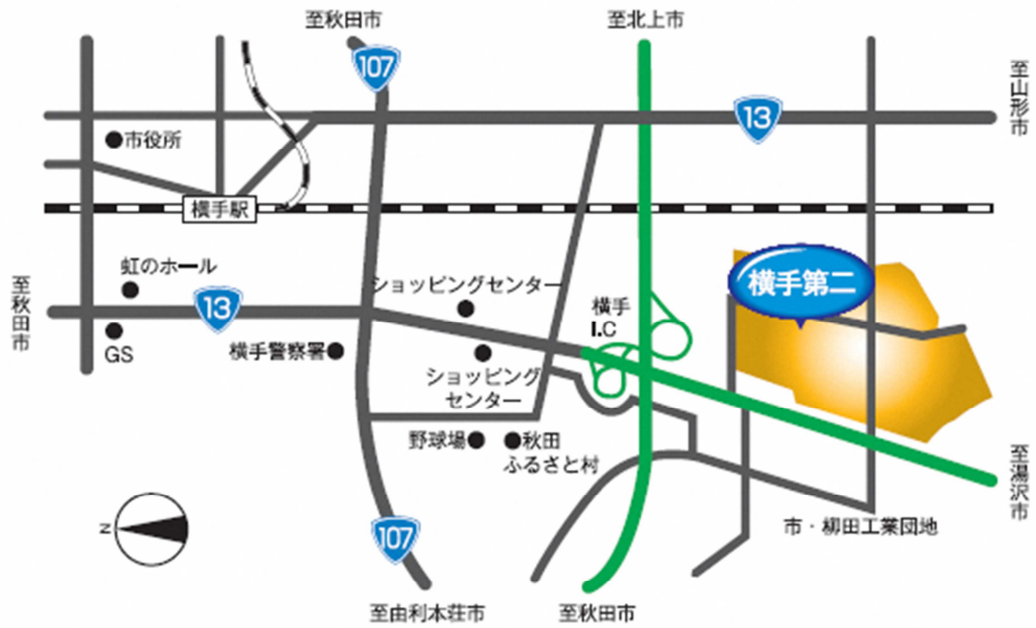 至秋田市
至北上市
107
至山形市
13
市役所
横手駅
虹のホール
ショッピングセンター
横手第二
至秋田市
13
横手
I.C
GS
横手警察署
ショッピング
センター
野球場
秋田
ふるさと村
至湯沢市
N
107
市・柳田工業団地
至由利本荘市
至秋田市